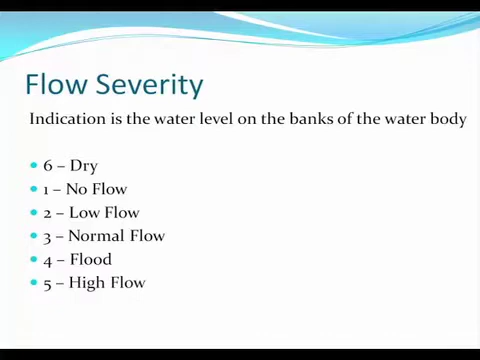 Flow Severity
Indication is the water level on the banks of the water body
6 – Dry
1 – No Flow
2 – Low Flow
3 – Normal Flow
4 – Flood
5 – High Flow